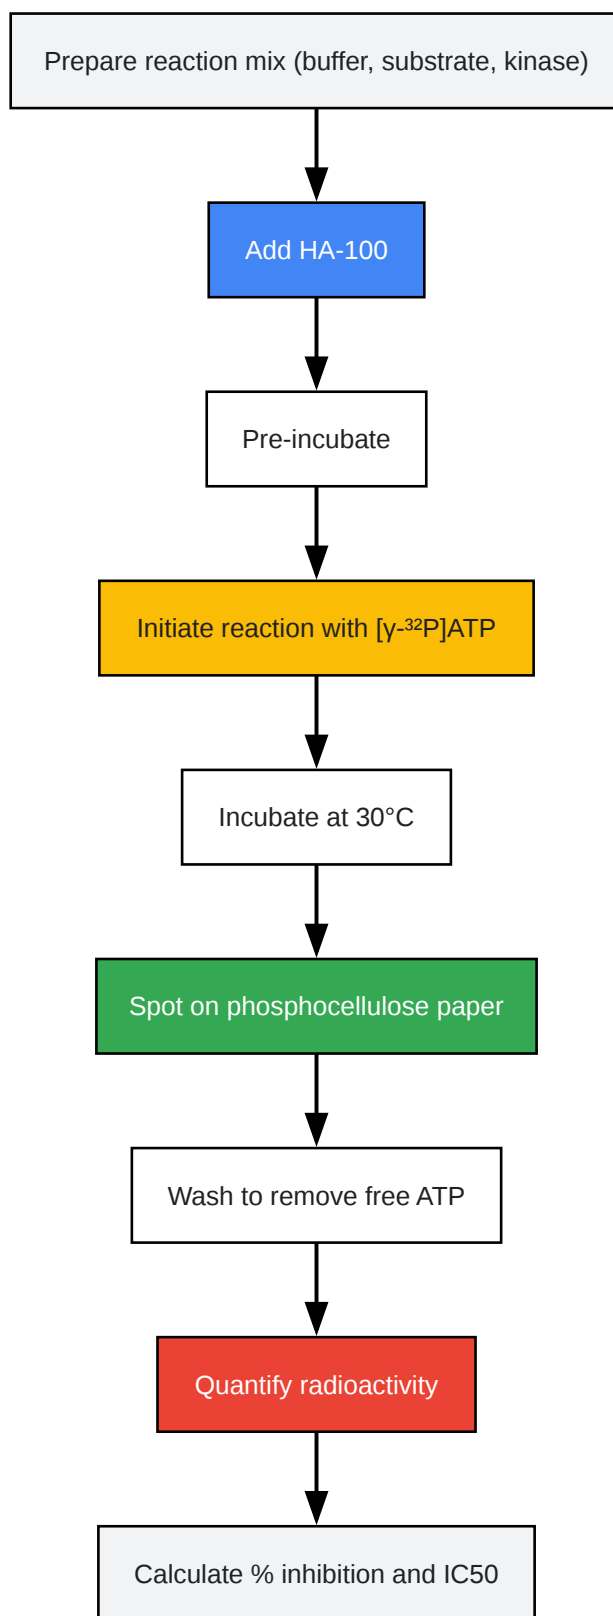 Prepare reaction mix (buffer, substrate, kinase)
Add HA-100
Pre-incubate
Initiate reaction with [γ-³²P]ATP
Incubate at 30°C
Spot on phosphocellulose paper
Wash to remove free ATP
Quantify radioactivity
Calculate % inhibition and IC50